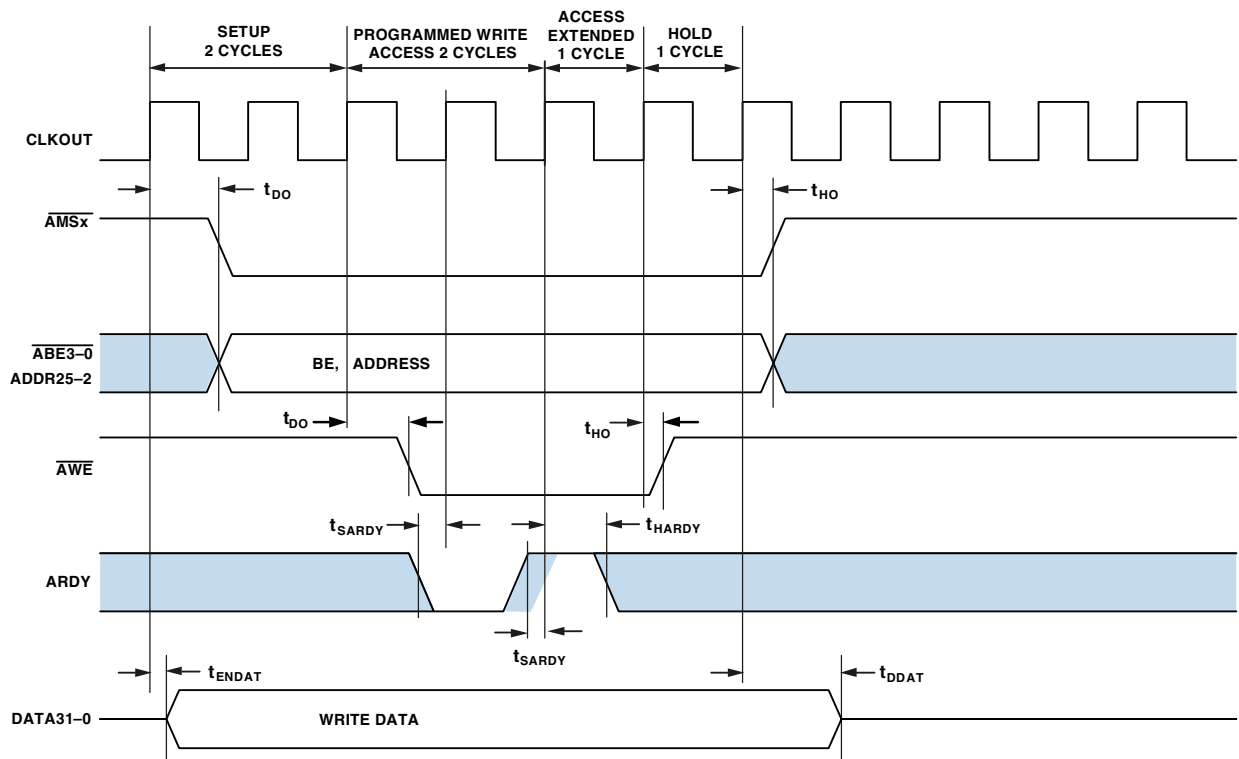 SETUP
2 CYCLES
PROGRAMMED WRITE
ACCESS 2 CYCLES
ACCESS
EXTENDED
1 CYCLE
HOLD
1 CYCLE
CLKOUT
tDO
tHO
AMSx
ABE3–0
ADDR25–2
BE, ADDRESS
tDO
tHO
AWE
tSARDY
tHARDY
ARDY
tSARDY
tENDAT
tDDAT
DATA31–0
WRITE DATA